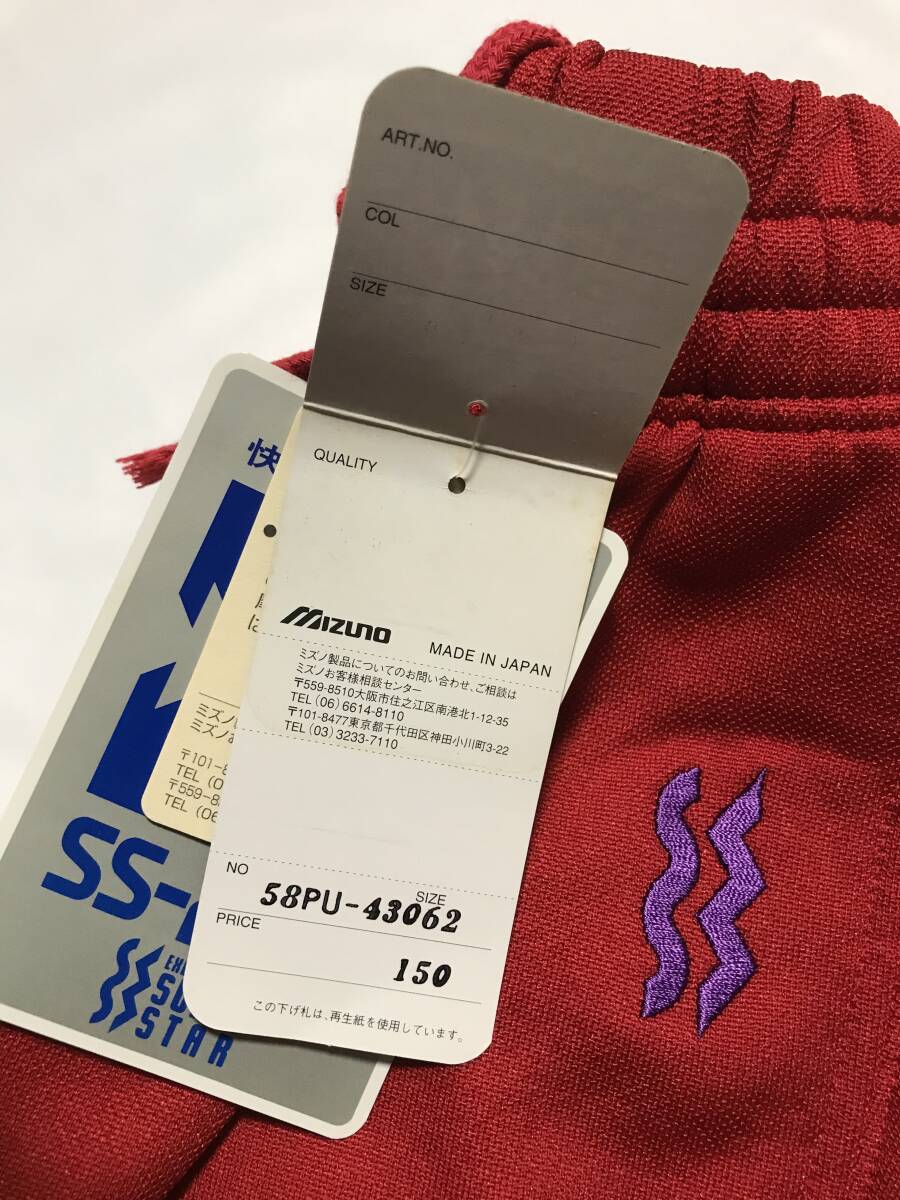 ART.NO.
COL
SIZE
QUALITY
MIZUNO
MADE IN JAPAN
ミズノ製品についてのお問い合わせ、ご相談は
ミズノお客様相談センター
〒559-8510大阪市住之江区南港北1-12-35
TEL (06) 6614-8110
〒101-8477東京都千代田区神田小川町3-22
TEL (03) 3233-7110
NO
SIZE
58PU-43062
PRICE
150
この下げ札は、再生紙を使用しています。
快
は
ミズノ
ミズノお
〒101-8
TEL (0
〒559-8
TEL (06
SS-
STAR